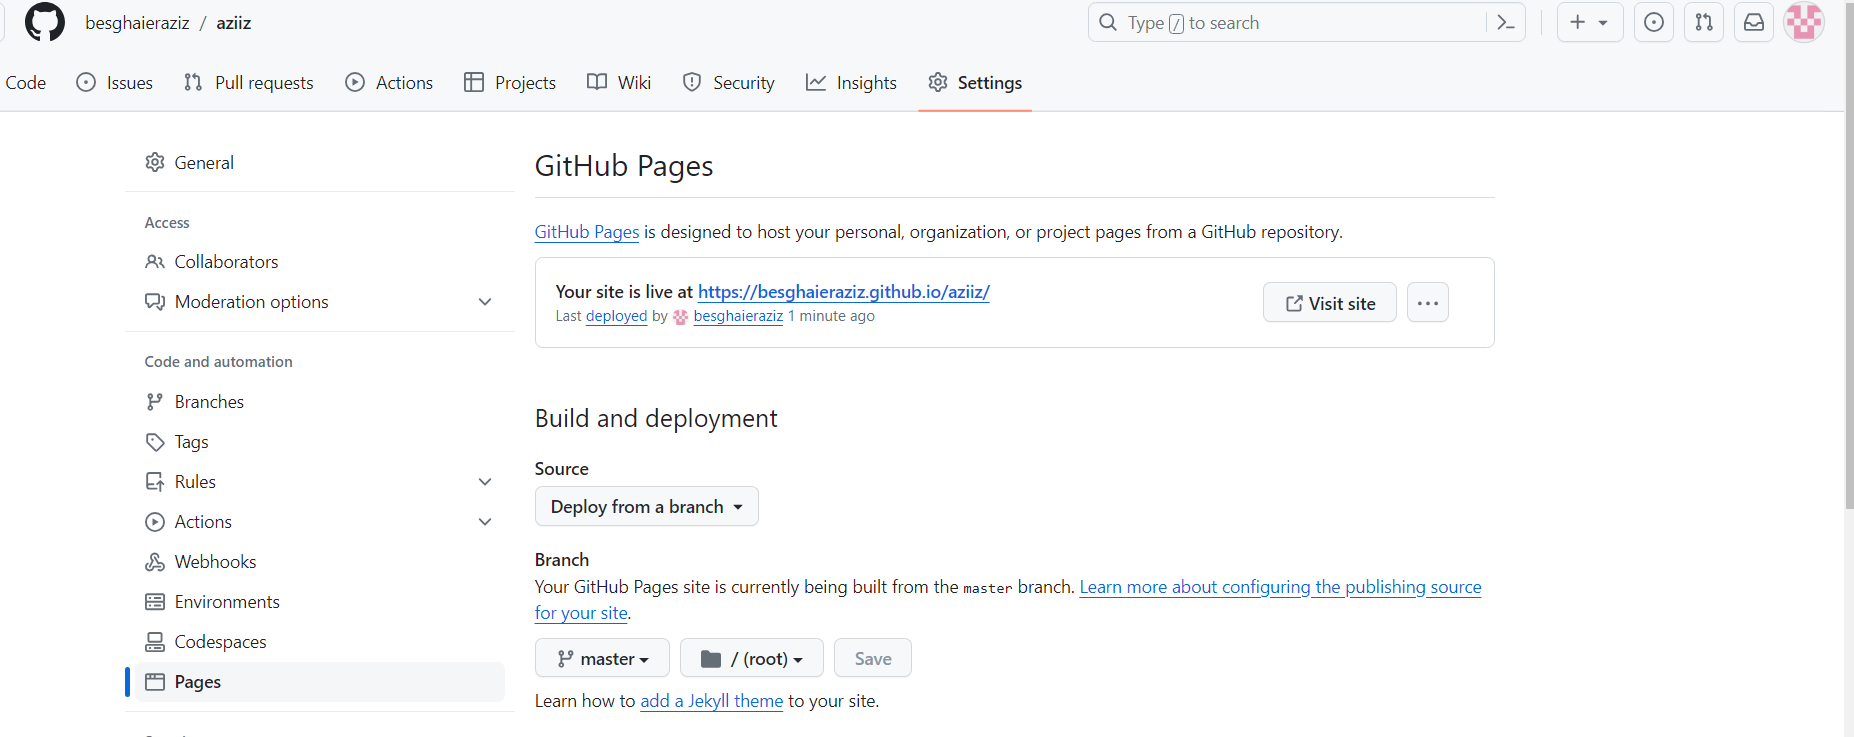 besghaieraziz / aziiz
Type / to search
Code Issues Pull requests Actions Projects Wiki Security Insights Settings
General
Access
Collaborators
Moderation options
Code and automation
Branches
Tags
Rules
Actions
Webhooks
Environments
Codespaces
Pages
GitHub Pages
GitHub Pages is designed to host your personal, organization, or project pages from a GitHub repository.
Your site is live at https://besghaieraziz.github.io/aziiz/
Last deployed by besghaieraziz 1 minute ago
Visit site
Build and deployment
Source
Deploy from a branch
Branch
Your GitHub Pages site is currently being built from the master branch. Learn more about configuring the publishing source
for your site.
master / (root) Save
Learn how to add a Jekyll theme to your site.